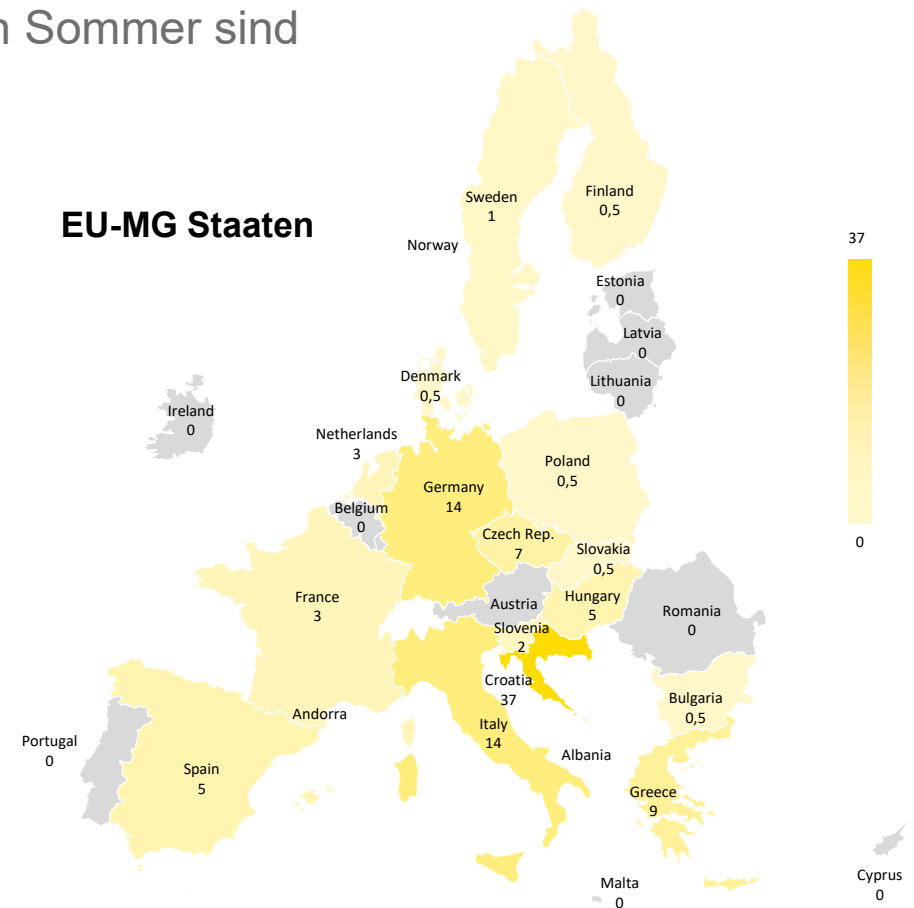 Sommer sind
EU-MG Staaten
Sweden
1
Finland
0,5
Norway
37
Estonia
0
Latvia
0
Denmark
0,5
Lithuania
0
Ireland
0
Netherlands
3
Poland
0,5
Germany
14
Belgium
0
Czech Rep.
7
0
Slovakia
0,5
France
3
Austria
Hungary
5
Romania
0
Slovenia
2
Croatia
37
Bulgaria
0,5
Andorra
Italy
14
Portugal
0
Albania
Spain
5
Greece
9
Malta
0
Cyprus
0